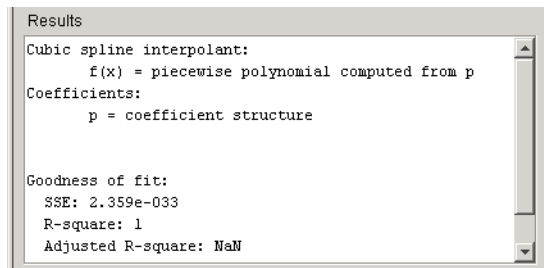 Results
Cubic spline interpolant:
f(x) = piecewise polynomial computed from p
Coefficients:
p = coefficient structure
Goodness of fit:
SSE: 2.359e-033
R-square: 1
Adjusted R-square: NaN